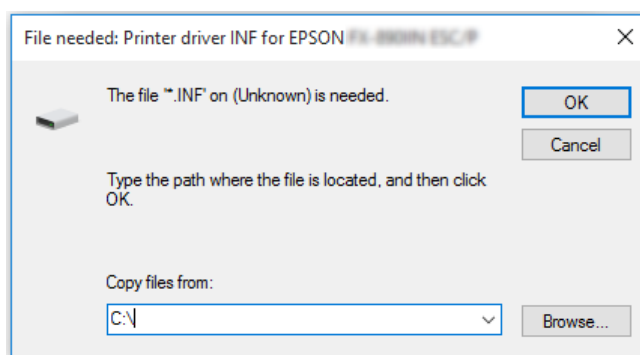 File needed: Printer driver INF for EPSON
The file '*.INF' on (Unknown) is needed.
OK
Cancel
Type the path where the file is located, and then click
OK.
Copy files from:
C:\
Browse...